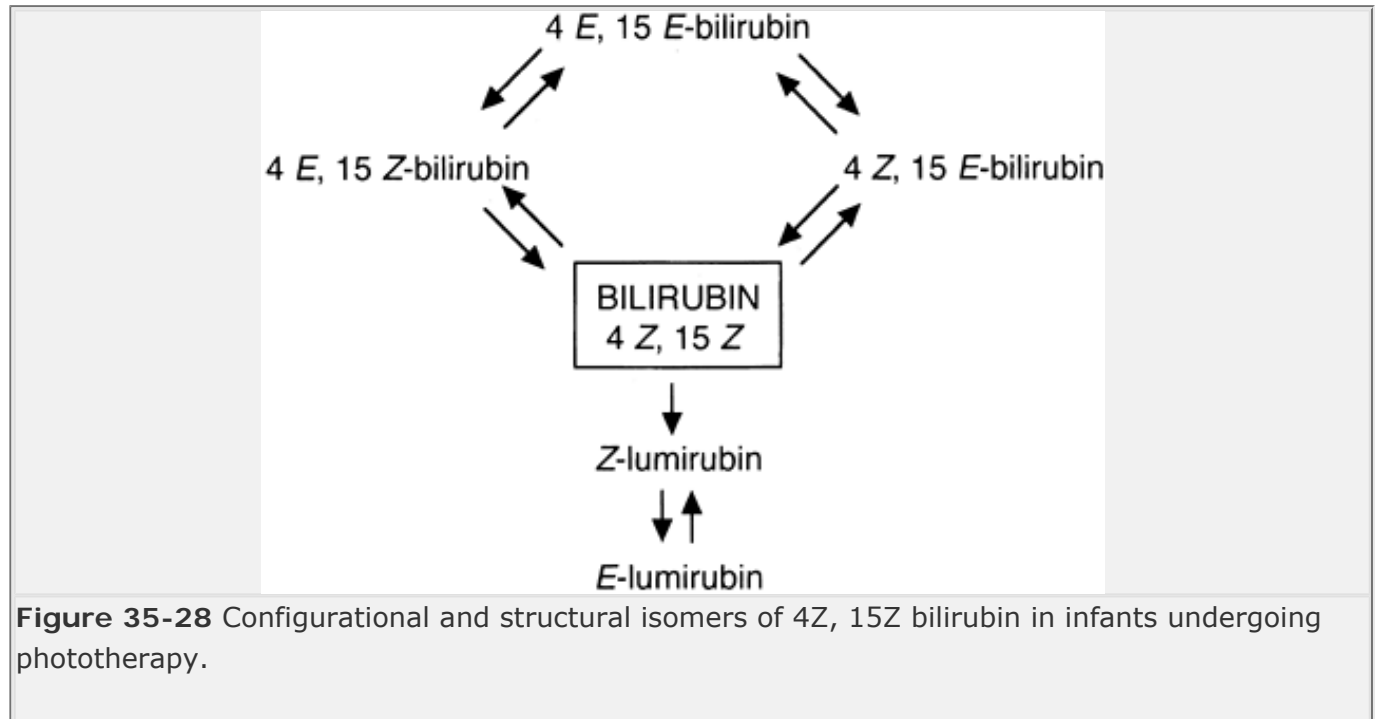 4 E, 15 E-bilirubin
4 E, 15 Z-bilirubin
4 Z, 15 E-bilirubin
BILIRUBIN
4 Z, 15 Z
Z-lumirubin
E-lumirubin
Figure 35-28 Configurational and structural isomers of 4Z, 15Z bilirubin in infants undergoing
phototherapy.